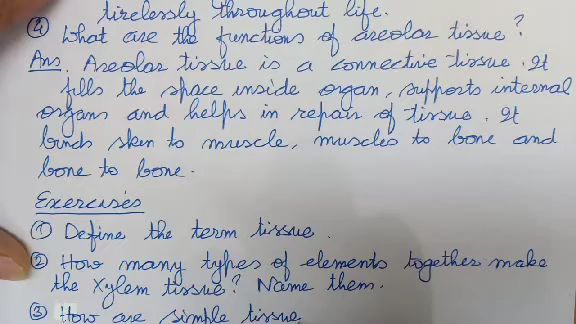 tirelessly throughout life.
④ What are the functions of areolar tissue?
Ans. Areolar tissue is a connective tissue. It
fills the space inside organ, supports internal
organs and helps in repair of tissue. It
binds sken to muscle, muscles to bone and
bone to bone.
Exercises
① Define the term tissue.
② How many types of elements together make
the Xylem tissue? Name them.
③ How are simple tissue